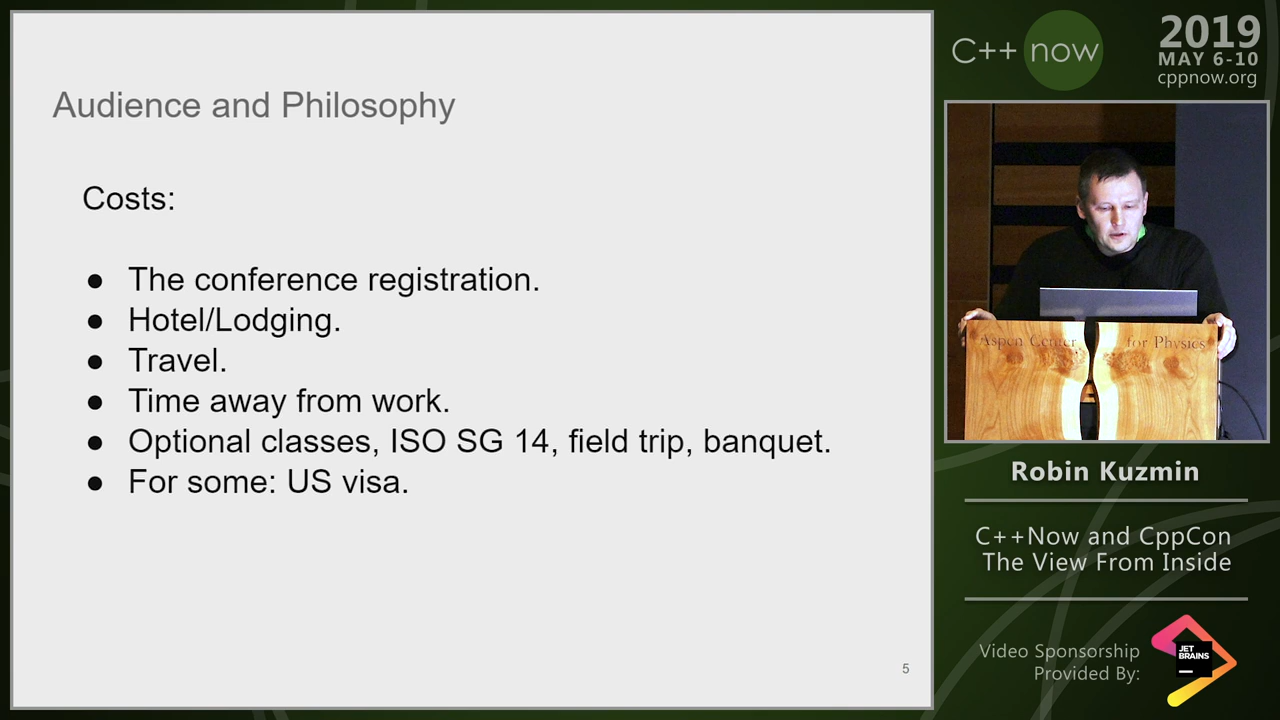 Audience and Philosophy
Costs:
● The conference registration.
● Hotel/Lodging.
● Travel.
● Time away from work.
● Optional classes, ISO SG 14, field trip, banquet.
● For some: US visa.
5
C++ now
2019
MAY 6-10
cppnow.org
Aspen Center for Physics
Robin Kuzmin
C++Now and CppCon
The View From Inside
Video Sponsorship
Provided By:
JET
BRAINS